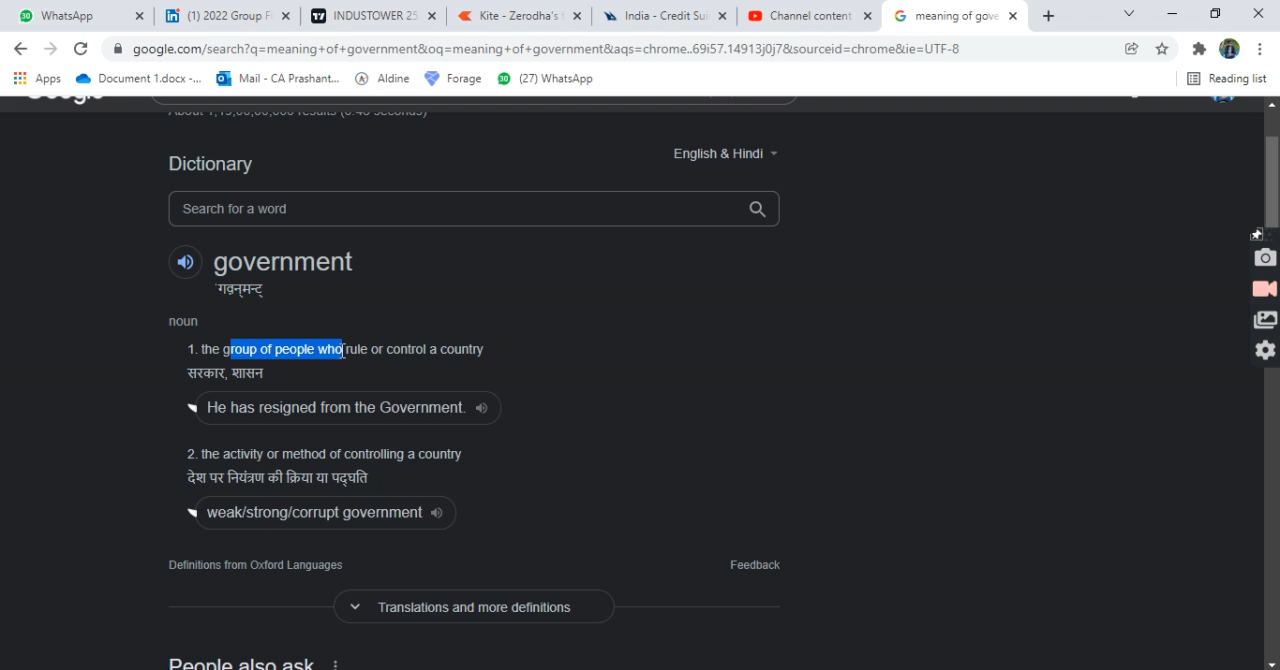 WhatsApp
(1) 2022 Group F
INDUSTOWER 25
Kite - Zerodha's
India - Credit Sui
Channel content
meaning of gove
google.com/search?q=meaning+of+government&oq=meaning+of+government&aqs=chrome..69i57.14913j0j7&sourceid=chrome&ie=UTF-8
Apps
Document 1.docx -...
Mail - CA Prashant...
Aldine
Forage
(27) WhatsApp
Reading list
Google
Dictionary
English & Hindi
Search for a word
government
ˈगव़न्‌मन्ट्
noun
1. the group of people who rule or control a country
सरकार, शासन
He has resigned from the Government.
2. the activity or method of controlling a country
देश पर नियंत्रण की क्रिया या पद्घति
weak/strong/corrupt government
Definitions from Oxford Languages
Feedback
Translations and more definitions
People also ask